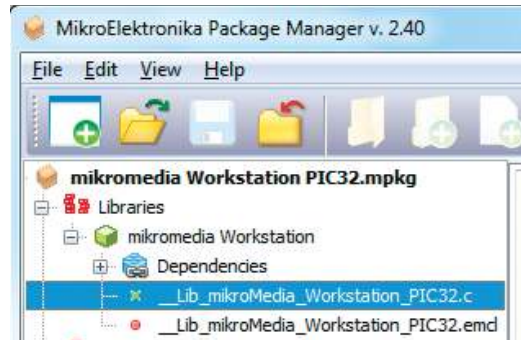 MikroElektronika Package Manager v. 2.40
File Edit View Help
mikromedia Workstation PIC32.mpkg
Libraries
mikromedia Workstation
Dependencies
__Lib_mikroMedia_Workstation_PIC32.c
__Lib_mikroMedia_Workstation_PIC32.emcl